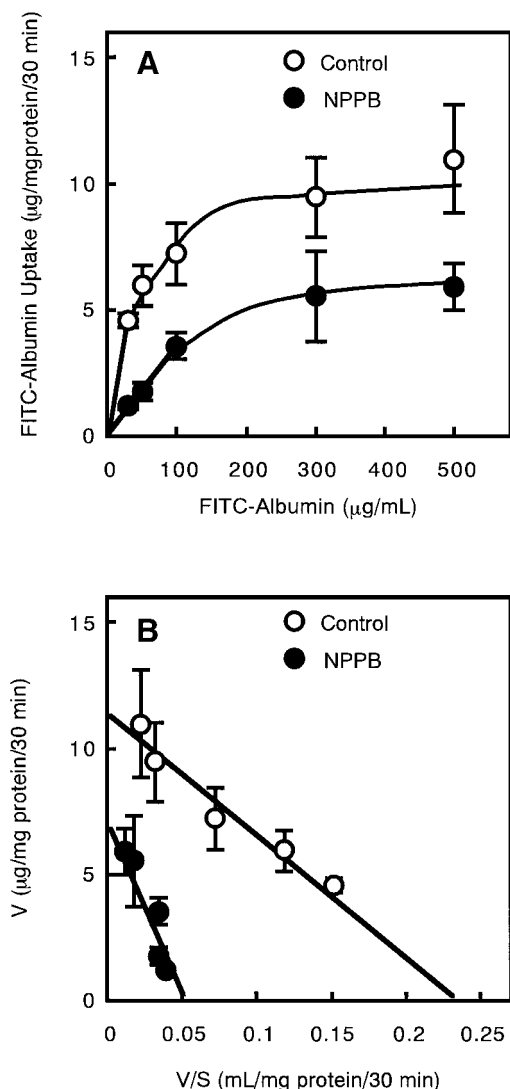 A
Control
NPPB
15
10
5
0
FITC-Albumin Uptake (μg/mgprotein/30 min)
0 100 200 300 400 500
FITC-Albumin (μg/mL)
B
Control
NPPB
15
10
5
0
V (μg/mg protein/30 min)
0 0.05 0.1 0.15 0.2 0.25
V/S (mL/mg protein/30 min)